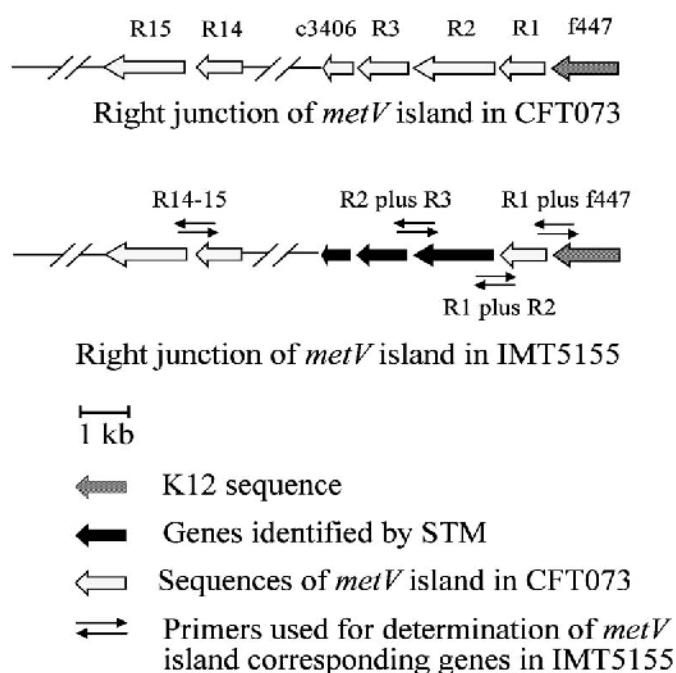 R15 R14 c3406 R3 R2 R1 f447
Right junction of metV island in CFT073
R14-15 R2 plus R3 R1 plus f447
R1 plus R2
Right junction of metV island in IMT5155
1 kb
K12 sequence
Genes identified by STM
Sequences of metV island in CFT073
Primers used for determination of metV
island corresponding genes in IMT5155